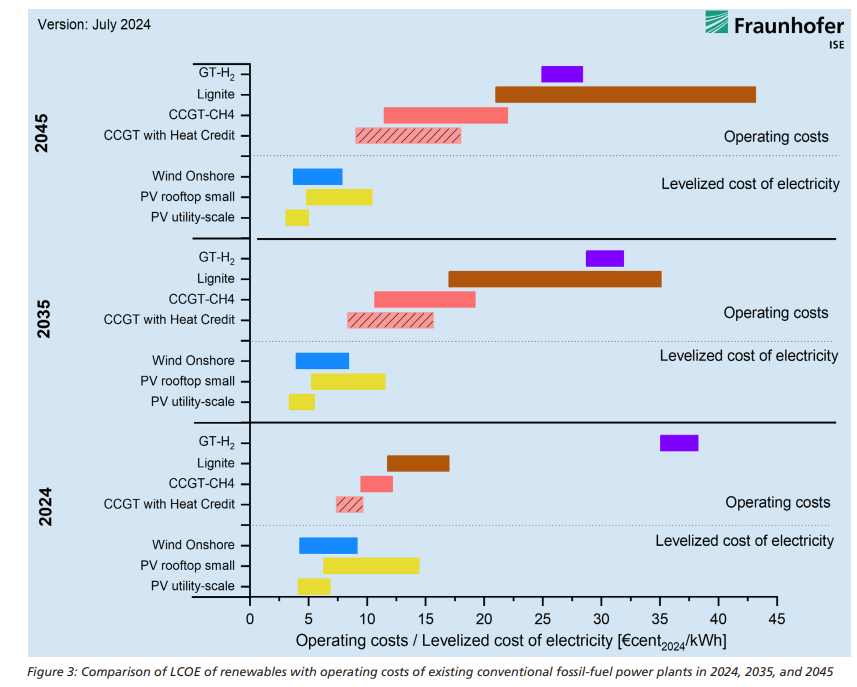 Version: July 2024
Fraunhofer
ISE
2045
GT-H₂
Lignite
CCGT-CH4
CCGT with Heat Credit
Operating costs
Wind Onshore
Levelized cost of electricity
PV rooftop small
PV utility-scale
2035
GT-H₂
Lignite
CCGT-CH4
CCGT with Heat Credit
Operating costs
Wind Onshore
Levelized cost of electricity
PV rooftop small
PV utility-scale
2024
GT-H₂
Lignite
CCGT-CH4
CCGT with Heat Credit
Operating costs
Wind Onshore
Levelized cost of electricity
PV rooftop small
PV utility-scale
0 5 10 15 20 25 30 35 40 45
Operating costs / Levelized cost of electricity [€cent₂₀₂₄/kWh]
Figure 3: Comparison of LCOE of renewables with operating costs of existing conventional fossil-fuel power plants in 2024, 2035, and 2045